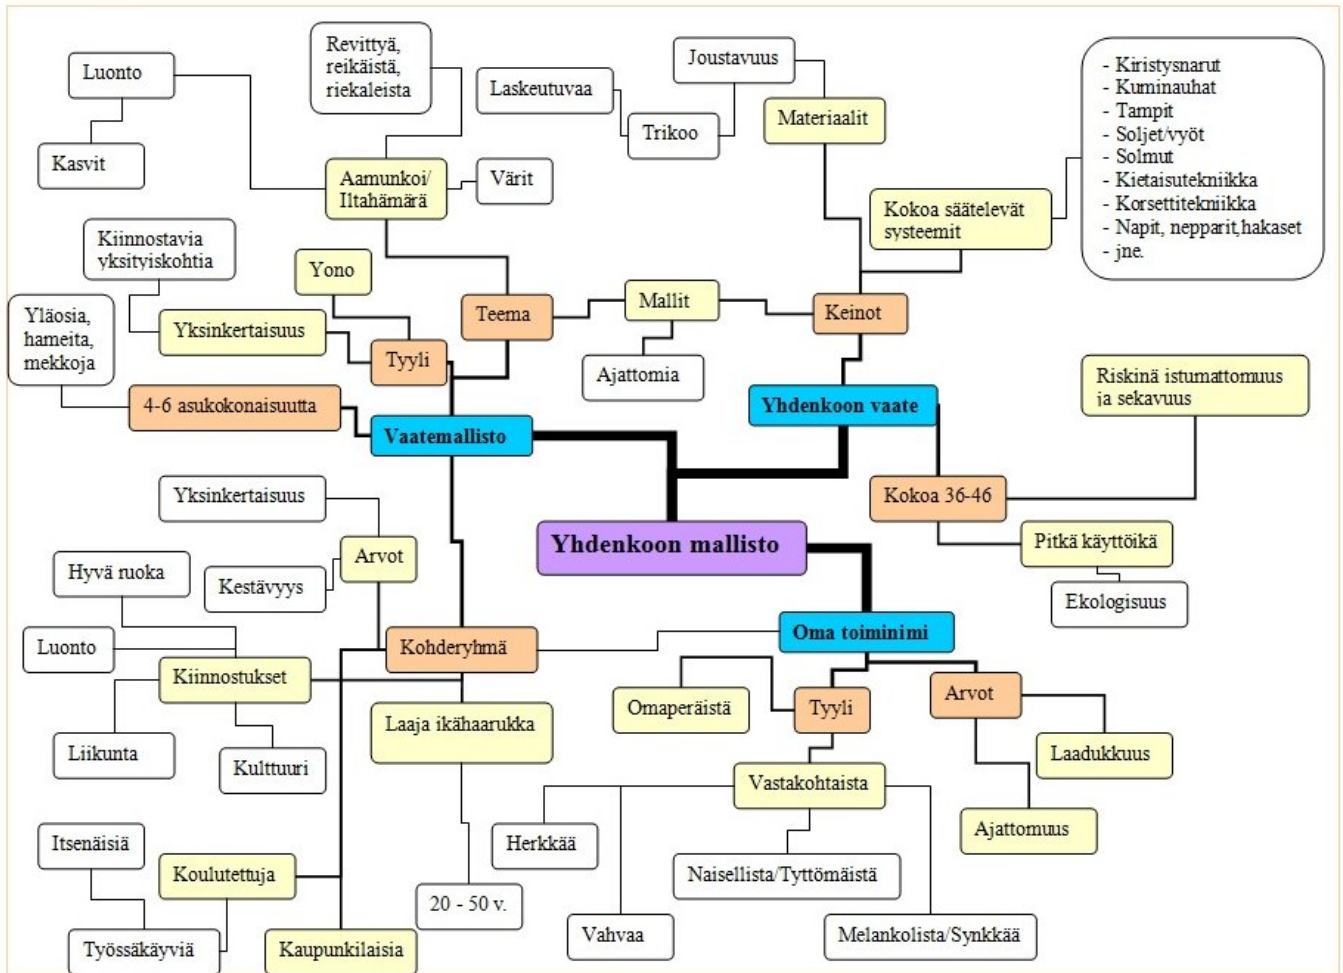 Revittyä,
reikäistä,
riekaleista
Luonto
Kasvit
Aamunkoi/
Iltahämärä
Värit
Laskeutuvaa
Trikoo
Joustavuus
Materiaalit
- Kiristysnarut
- Kuminauhat
- Tampit
- Soljet/vyöt
- Solmut
- Kietaisutekniikka
- Korsettitekniikka
- Napit, nepparit,hakaset
- jne.
Kokoa säätelevät
systeemit
Kiinnostavia
yksityiskohtia
Yono
Yläosia,
hameita,
mekkoja
Yksinkertaisuus
Tyyli
Teema
Mallit
Ajattomia
Keinot
4-6 asukokonaisuutta
Vaatemallisto
Yhdenkoon vaate
Riskinä istumattomuus
ja sekavuus
Kokoa 36-46
Pitkä käyttöikä
Ekologisuus
Yhdenkoon mallisto
Yksinkertaisuus
Arvot
Kestävyys
Hyvä ruoka
Luonto
Kiinnostukset
Liikunta
Kulttuuri
Kohderyhmä
Laaja ikähaarukka
20 - 50 v.
Oma toiminimi
Omaperäistä
Tyyli
Arvot
Laadukkuus
Ajattomuus
Vastakohtaista
Herkkää
Vahvaa
Naisellista/Tyttömäistä
Melankolista/Synkkää
Itsenäisiä
Koulutettuja
Työssäkäyviä
Kaupunkilaisia